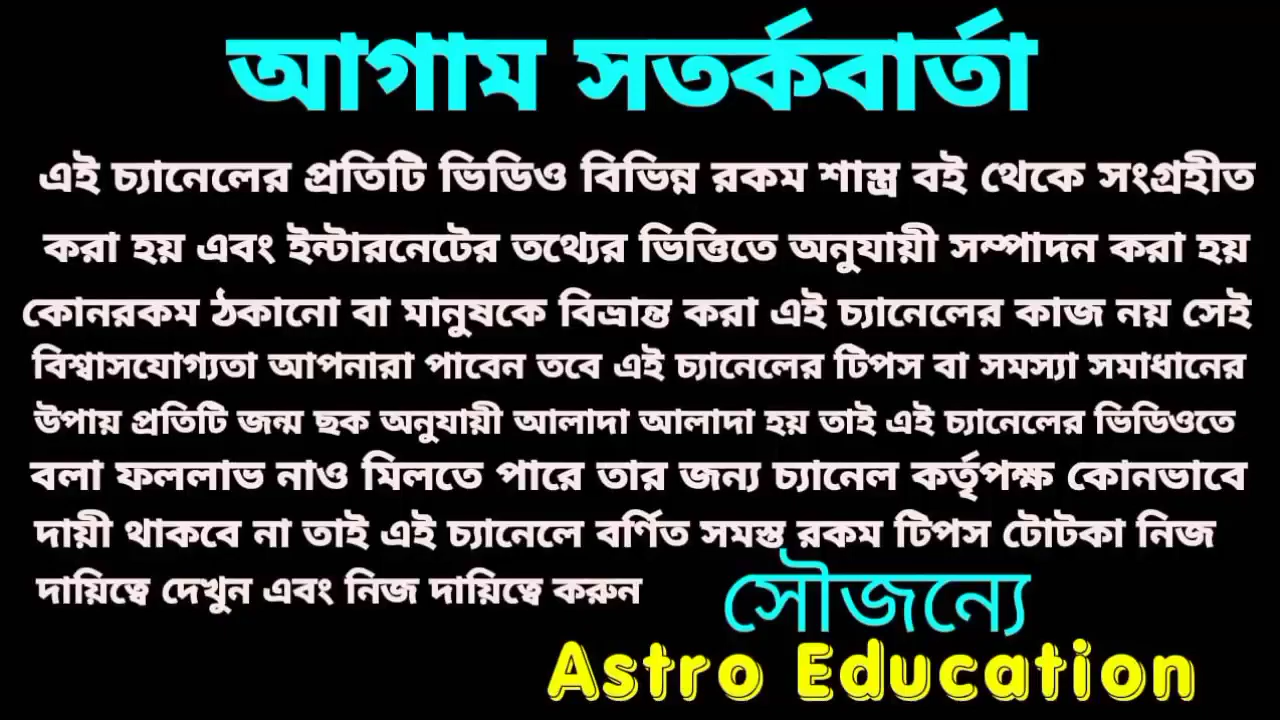 আগাম সতর্কবার্তা
এই চ্যানেলের প্রতিটি ভিডিও বিভিন্ন রকম শাস্ত্র বই থেকে সংগ্রহীত
করা হয় এবং ইন্টারনেটের তথ্যের ভিত্তিতে অনুযায়ী সম্পাদন করা হয়
কোনরকম ঠকানো বা মানুষকে বিভ্রান্ত করা এই চ্যানেলের কাজ নয় সেই
বিশ্বাসযোগ্যতা আপনারা পাবেন তবে এই চ্যানেলের টিপস বা সমস্যা সমাধানের
উপায় প্রতিটি জন্ম ছক অনুযায়ী আলাদা আলাদা হয় তাই এই চ্যানেলের ভিডিওতে
বলা ফললাভ নাও মিলতে পারে তার জন্য চ্যানেল কর্তৃপক্ষ কোনভাবে
দায়ী থাকবে না তাই এই চ্যানেলে বর্ণিত সমস্ত রকম টিপস টোটকা নিজ
দায়িত্বে দেখুন এবং নিজ দায়িত্বে করুন
সৌজন্যে
Astro Education